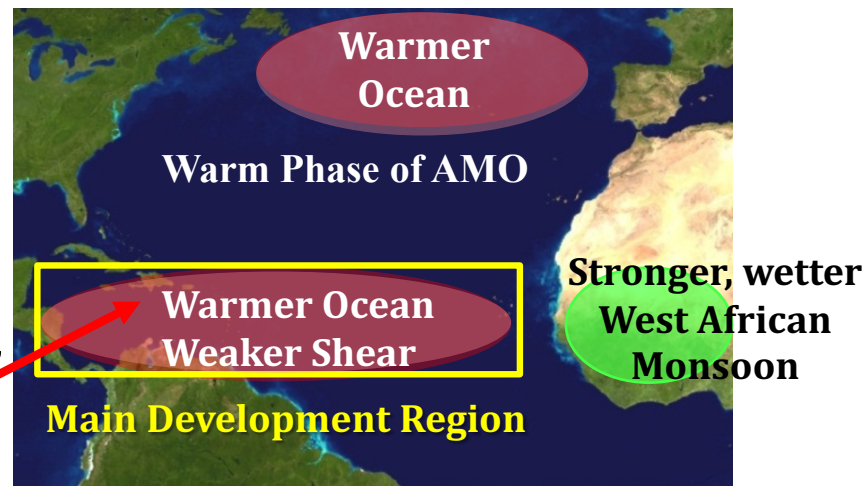 Warmer
Ocean
Warm Phase of AMO
Warmer Ocean
Weaker Shear
Stronger, wetter
West African
Monsoon
Main Development Region